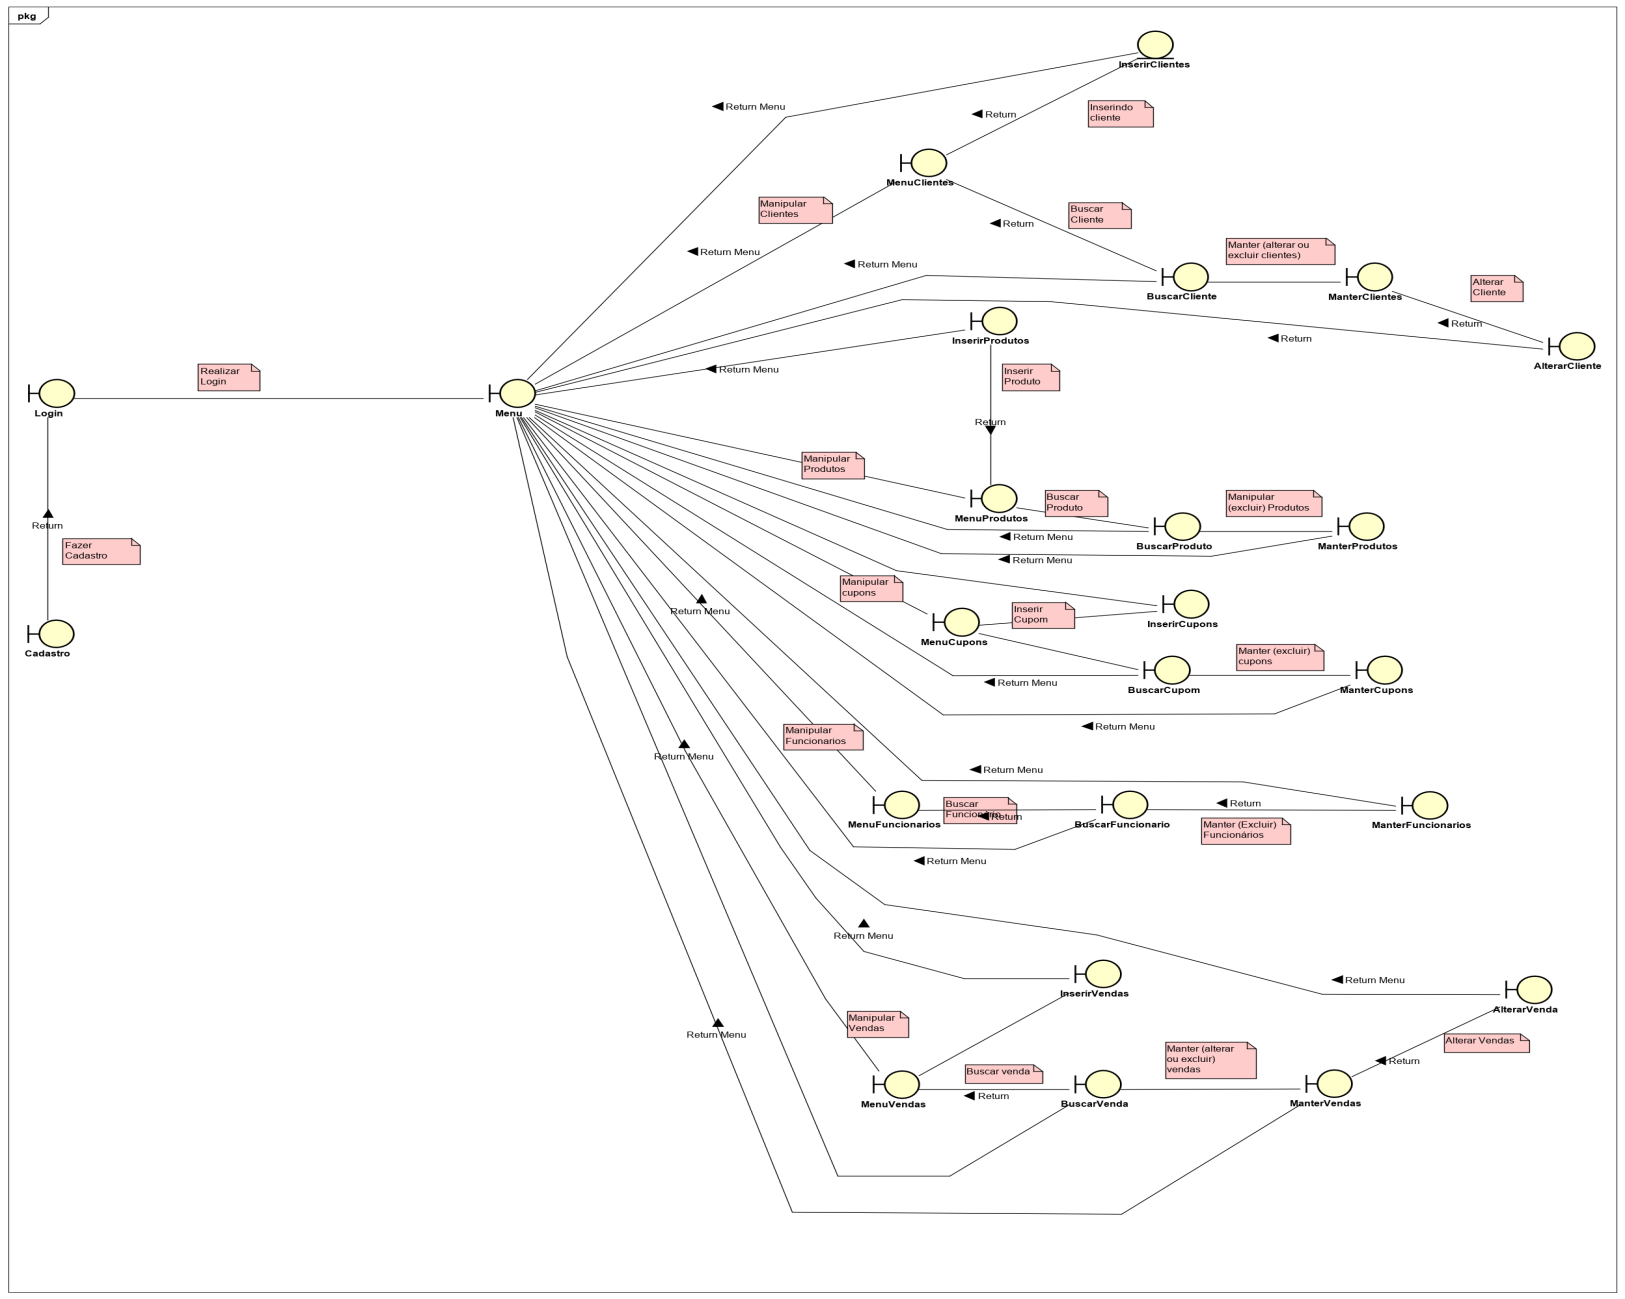 pkg
InserirClientes
Return Menu
Inserindo
cliente
Return
MenuClientes
Manipular
Clientes
Buscar
Cliente
Return
Manter (alterar ou
excluir clientes)
Return Menu
Return Menu
BuscarCliente
ManterClientes
Alterar
Cliente
Return
InserirProdutos
Return
AlterarCliente
Realizar
Login
Return Menu
Inserir
Produto
Login
Menu
Return
Manipular
Produtos
Buscar
Produto
Manipular
(excluir) Produtos
MenuProdutos
Return
Return Menu
BuscarProduto
ManterProdutos
Fazer
Cadastro
Return Menu
Manipular
cupons
Return Menu
Inserir
Cupom
InserirCupons
MenuCupons
Cadastro
Manter (excluir)
cupons
Return Menu
BuscarCupom
ManterCupons
Return Menu
Manipular
Funcionarios
Return Menu
Return Menu
Buscar
Funcionário
Return
Return
MenuFuncionarios
BuscarFuncionario
Manter (Excluir)
Funcionários
ManterFuncionarios
Return Menu
Return Menu
InserirVendas
Return Menu
AlterarVenda
Manipular
Vendas
Return Menu
Alterar Vendas
Manter (alterar
ou excluir)
vendas
Return
Buscar venda
Return
MenuVendas
BuscarVenda
ManterVendas